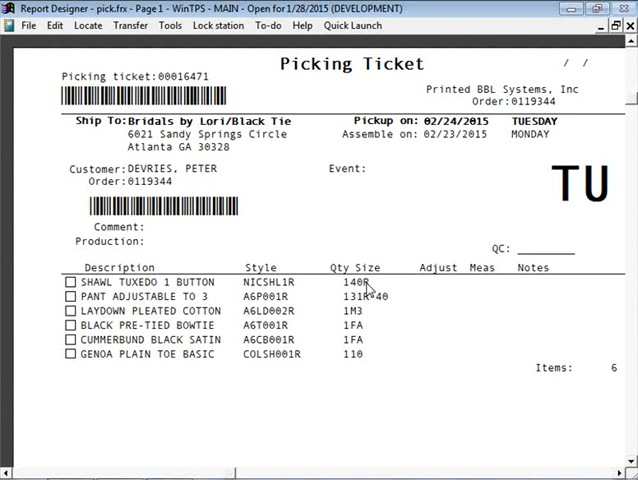 Report Designer - pick.frx - Page 1 - WinTPS - MAIN - Open for 1/28/2015 (DEVELOPMENT)
File Edit Locate Transfer Tools Lock station To-do Help Quick Launch
Picking Ticket / /
Picking ticket:00016471
Printed BBL Systems, Inc
Order:0119344
Ship To:Bridals by Lori/Black Tie Pickup on: 02/24/2015 TUESDAY
6021 Sandy Springs Circle Assemble on: 02/23/2015 MONDAY
Atlanta GA 30328
Customer:DEVRIES, PETER Event: TU
Order:0119344
Comment:
Production:
QC:
Description Style Qty Size Adjust Meas Notes
SHAWL TUXEDO 1 BUTTON NICSHL1R 140R
PANT ADJUSTABLE TO 3 A6P001R 131R 40
LAYDOWN PLEATED COTTON A6LD002R 1M3
BLACK PRE-TIED BOWTIE A6T001R 1FA
CUMMERBUND BLACK SATIN A6CB001R 1FA
GENOA PLAIN TOE BASIC COLSH001R 110
Items: 6